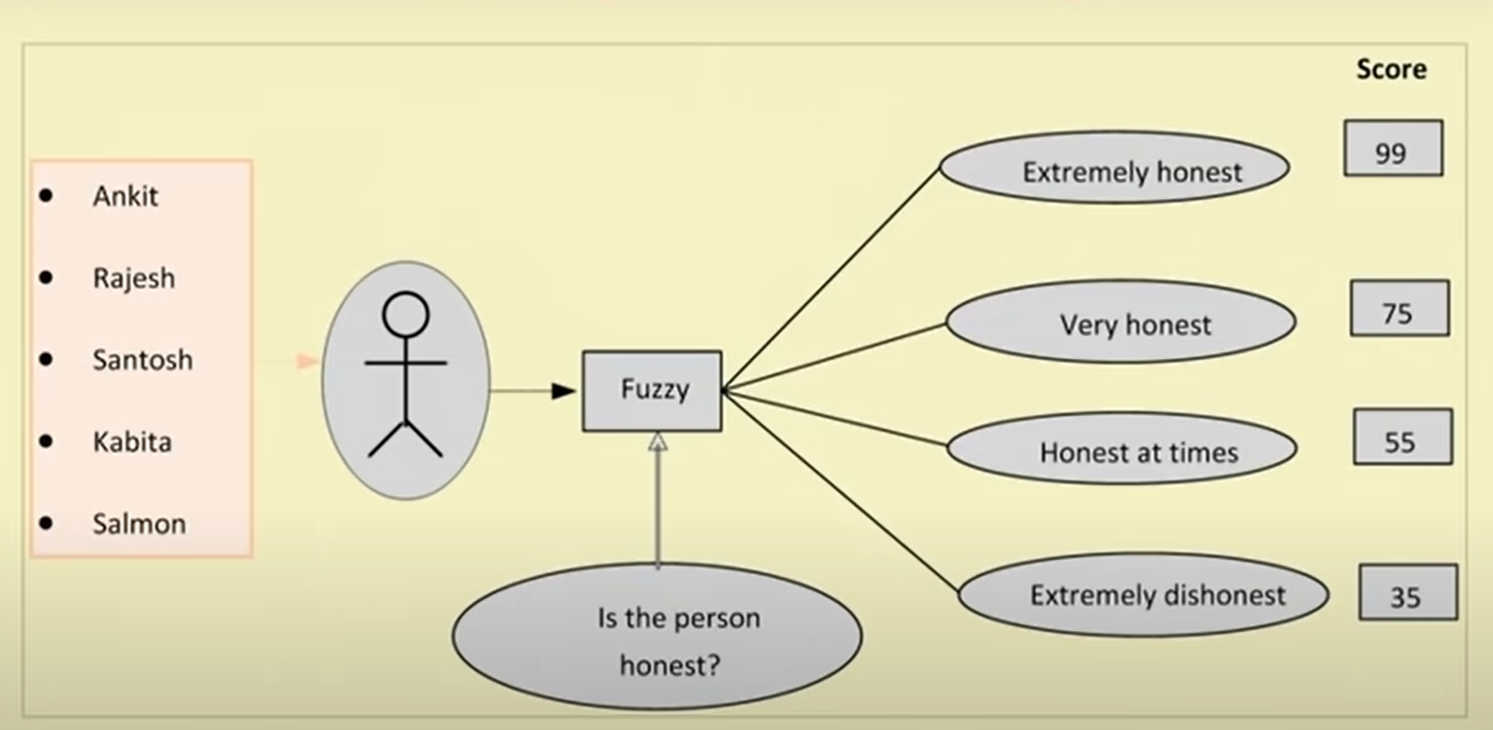 Score
Ankit
Rajesh
Santosh
Kabita
Salmon
Fuzzy
Is the person
honest?
Extremely honest
99
Very honest
75
Honest at times
55
Extremely dishonest
35